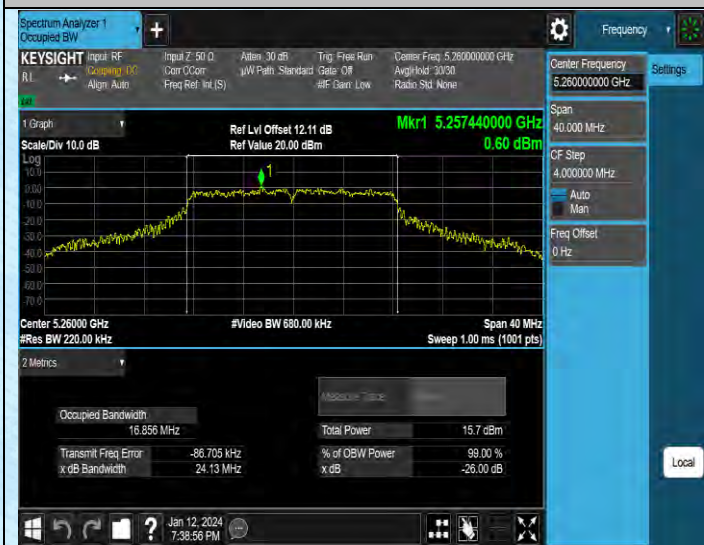 Spectrum Analyzer 1
Occupied BW
Frequency
KEYSIGHT
Input: RF
Coupling: DC
Align: Auto
Input Z: 50 Ω
Corr CCorr
Freq Ref: Int (S)
Atten: 30 dB
µW Path: Standard
Trig: Free Run
Gate: Off
#IF Gain: Low
Center Freq: 5.260000000 GHz
Avg|Hold: 30/30
Radio Std: None
Center Frequency
5.260000000 GHz
Settings
Span
40.000 MHz
CF Step
4.000000 MHz
Auto
Man
Freq Offset
0 Hz
1 Graph
Scale/Div 10.0 dB
Ref Lvl Offset 12.11 dB
Ref Value 20.00 dBm
Mkr1 5.257440000 GHz
0.60 dBm
Log
10.0
0.00
-10.0
-20.0
-30.0
-40.0
-50.0
-60.0
-70.0
1
Center 5.26000 GHz
#Res BW 220.00 kHz
#Video BW 680.00 kHz
Span 40 MHz
Sweep 1.00 ms (1001 pts)
2 Metrics
Measure Trace
Occupied Bandwidth
16.856 MHz
Total Power 15.7 dBm
Transmit Freq Error -86.705 kHz
% of OBW Power 99.00 %
x dB Bandwidth 24.13 MHz
x dB -26.00 dB
Local
Jan 12, 2024
7:38:56 PM